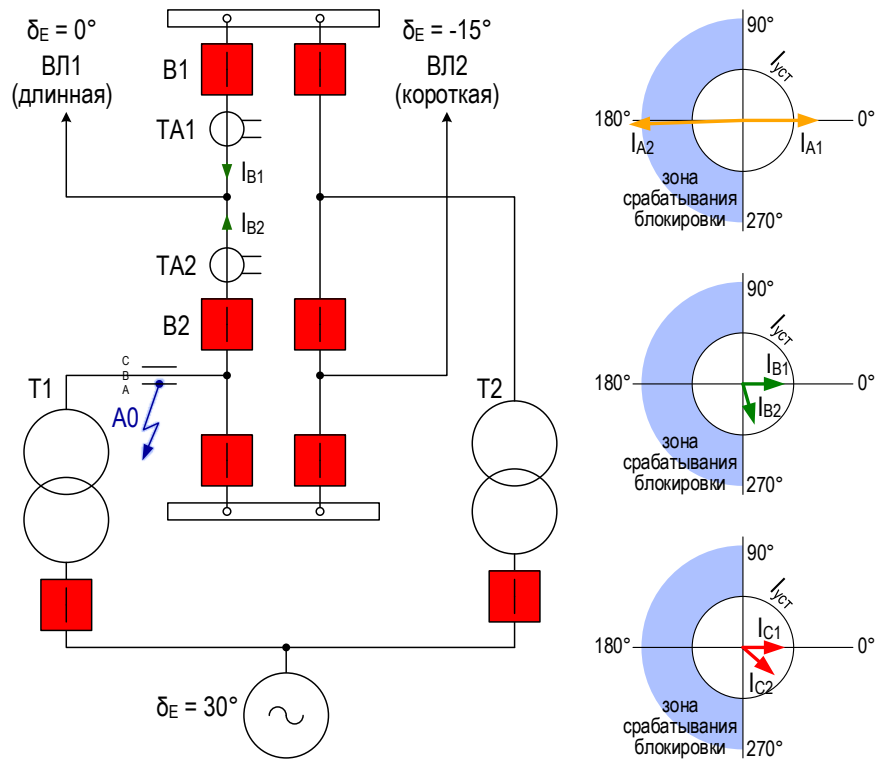 δE = 0°
ВЛ1
(длинная)
В1
δE = -15°
ВЛ2
(короткая)
ТА1
IB1
IB2
ТА2
В2
C
B
A
Т1
А0
Т2
δE = 30°
90°
Iуст
180°
0°
IA2
IA1
зона
срабатывания
блокировки
270°
90°
Iуст
180°
0°
IB1
IB2
зона
срабатывания
блокировки
270°
90°
Iуст
180°
0°
IC1
IC2
зона
срабатывания
блокировки
270°